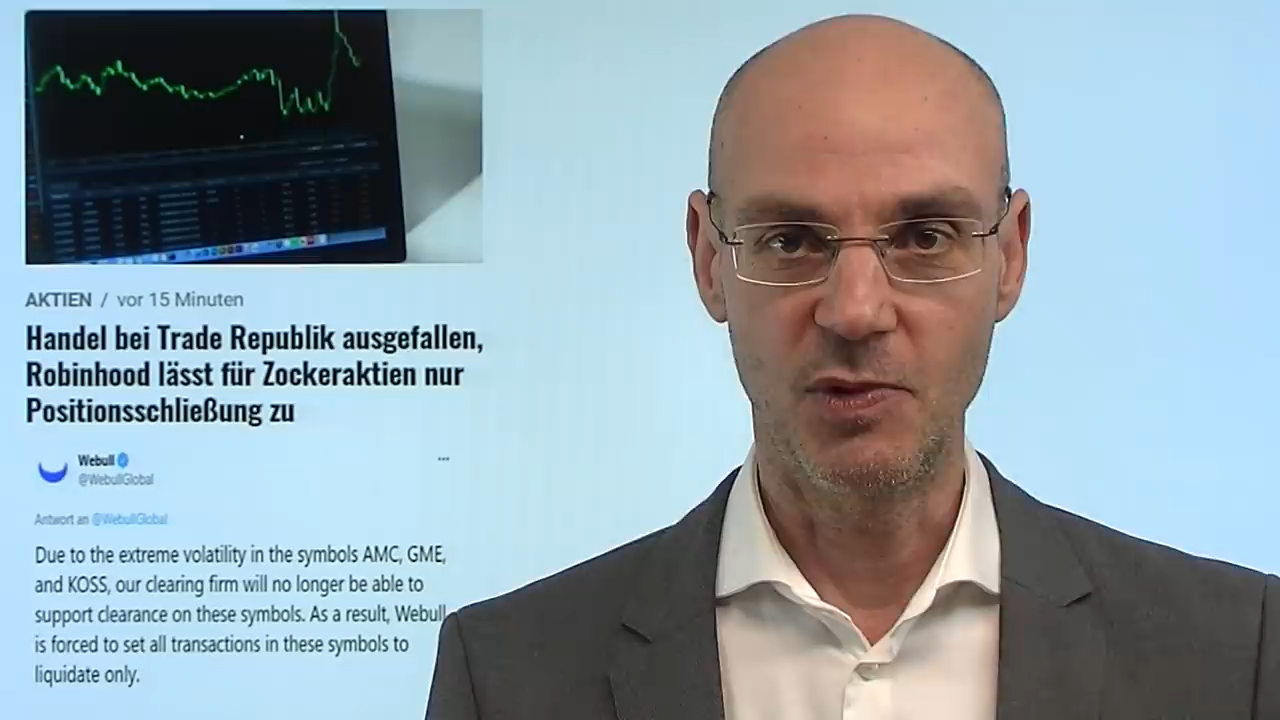 AKTIEN / vor 15 Minuten
Handel bei Trade Republik ausgefallen,
Robinhood lässt für Zockeraktien nur
Positionsschließung zu
Webull
@WebullGlobal
Antwort an @WebullGlobal
Due to the extreme volatility in the symbols AMC, GME,
and KOSS, our clearing firm will no longer be able to
support clearance on these symbols. As a result, Webull
is forced to set all transactions in these symbols to
liquidate only.